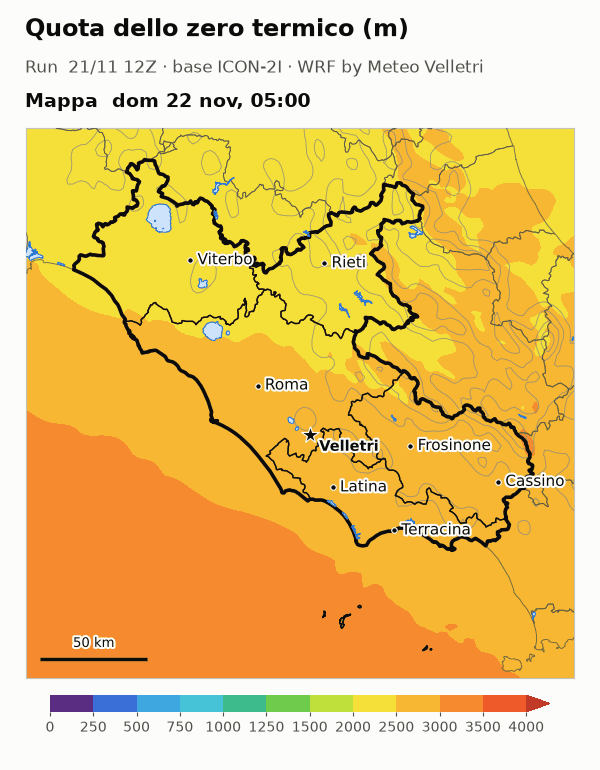 Quota dello zero termico (m)
Run 21/11 12Z · base ICON-2I · WRF by Meteo Velletri
Mappa dom 22 nov, 05:00
Viterbo
Rieti
Roma
Velletri
Frosinone
Latina
Cassino
Terracina
50 km
0 250 500 750 1000 1250 1500 2000 2500 3000 3500 4000